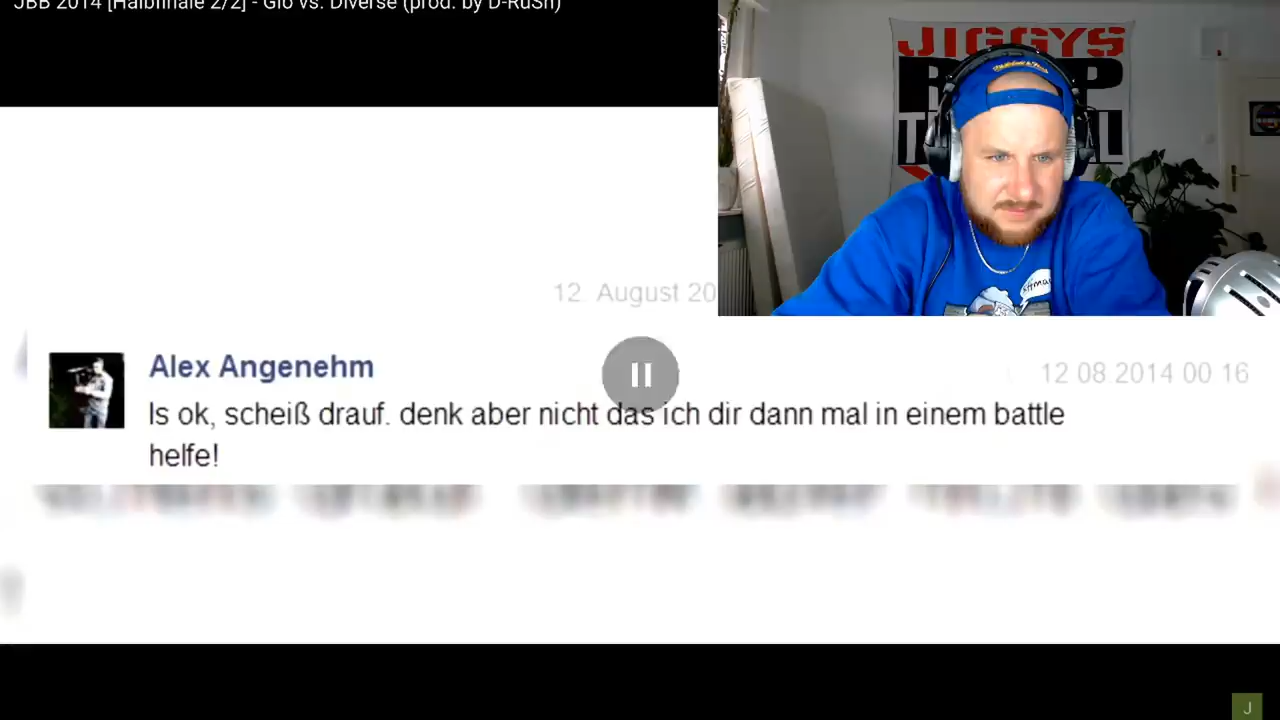 JBB 2014 [Halbfinale 2/2] - Gio vs. Diverse (prod. by D-RuSh)
JIGGYS
12 August 20
Alex Angenehm
12 08 2014 00 16
Is ok, scheiß drauf. denk aber nicht das ich dir dann mal in einem battle
helfe!
J